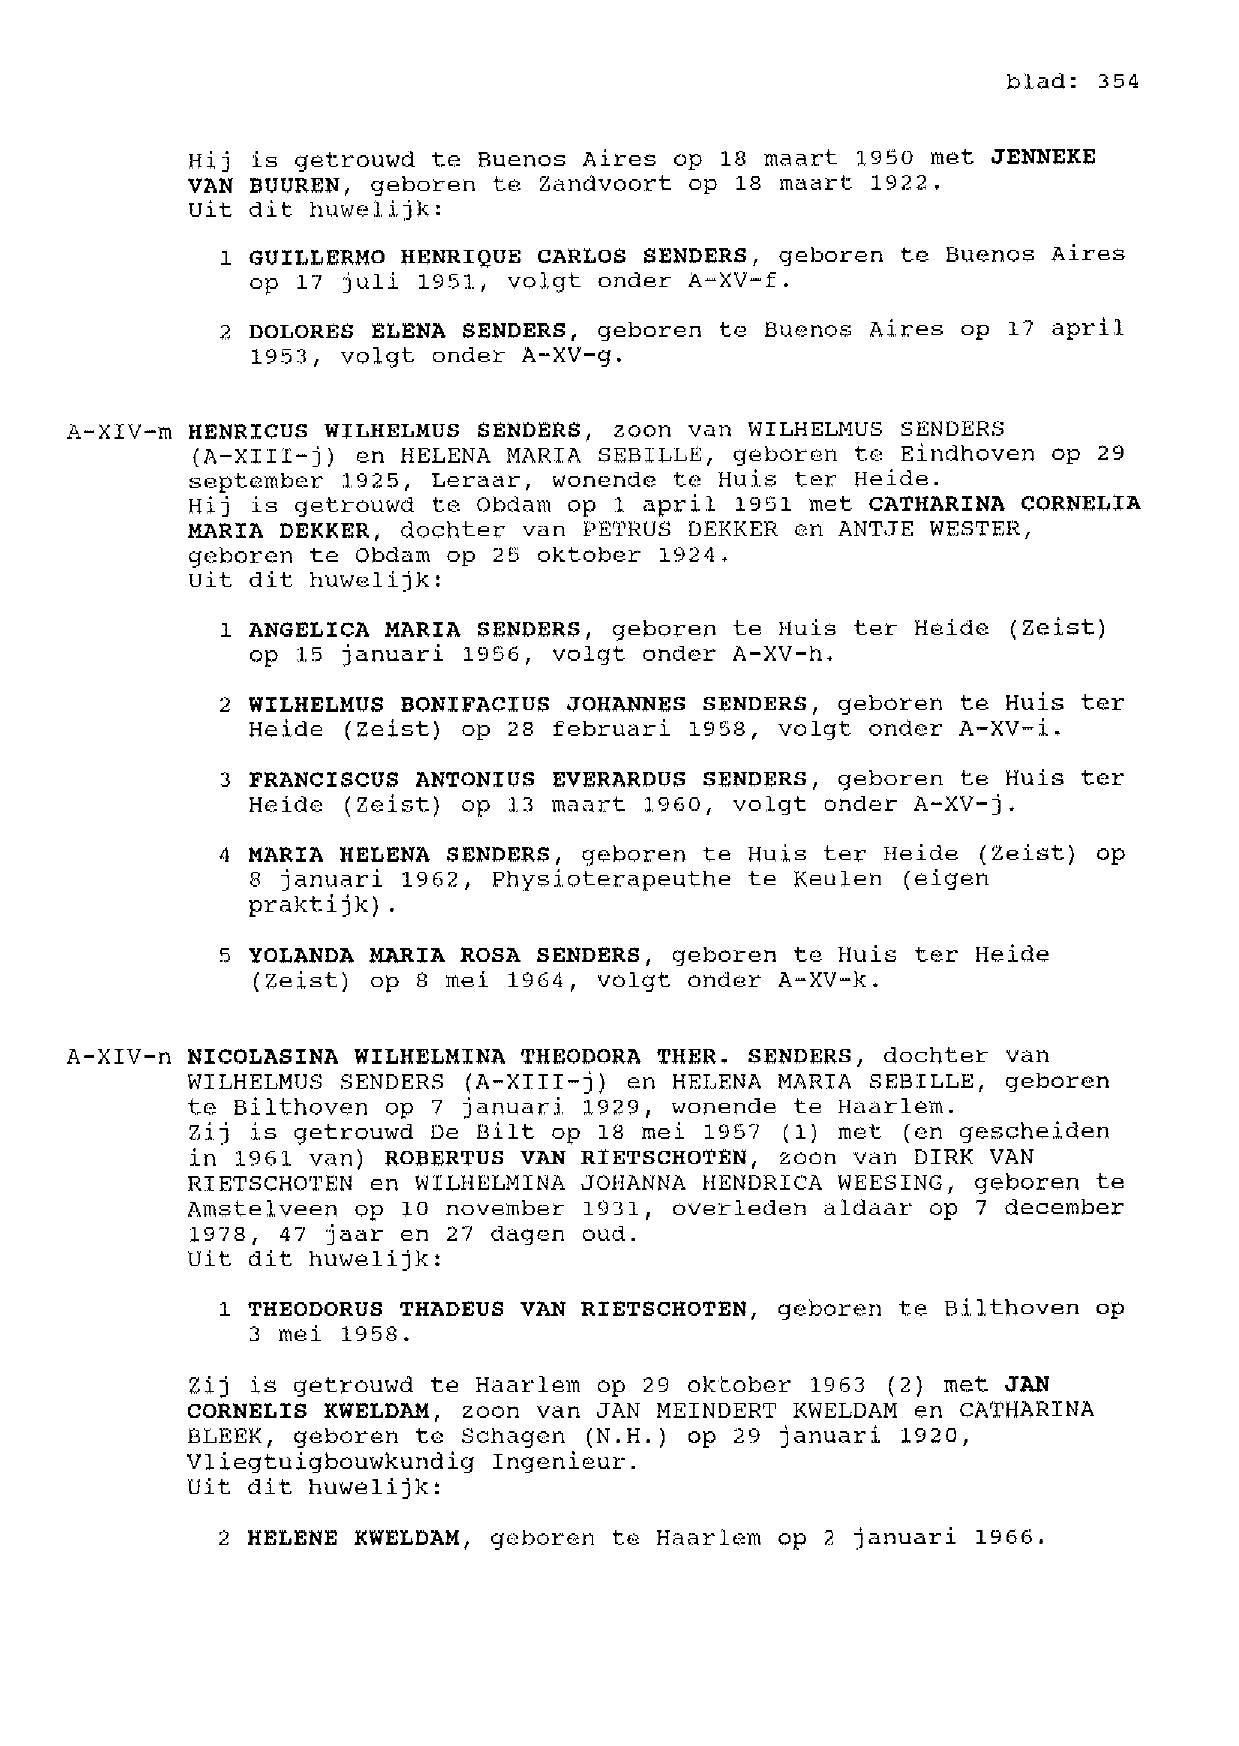 blad: 354
Hij is getrouwd te Buenos Aires op 18 maart 1950 met JENNEKE
VAN BUUREN, geboren te Zandvoort op 18 maart 1922.
Uit dit huwelijk:
1 GUILLERMO HENRIQUE CARLOS SENDERS, geboren te Buenos Aires
op 17 juli 1951, volgt onder A-XV-f.
2 DOLORES ELENA SENDERS, geboren te Buenos Aires op 17 april
1953, volgt onder A-XV-g.
A-XIV-m HENRICUS WILHELMUS SENDERS, zoon van WILHELMUS SENDERS
(A-XIII-j) en HELENA MARIA SEBILLE, geboren te Eindhoven op 29
september 1925, Leraar, wonende te Huis ter Heide.
Hij is getrouwd te Obdam op 1 april 1951 met CATHARINA CORNELIA
MARIA DEKKER, dochter van PETRUS DEKKER en ANTJE WESTER,
geboren te Obdam op 25 oktober 1924.
Uit dit huwelijk:
1 ANGELICA MARIA SENDERS, geboren te Huis ter Heide (Zeist)
op 15 januari 1956, volgt onder A-XV-h.
2 WILHELMUS BONIFACIUS JOHANNES SENDERS, geboren te Huis ter
Heide (Zeist) op 28 februari 1958, volgt onder A-XV-i.
3 FRANCISCUS ANTONIUS EVERARDUS SENDERS, geboren te Huis ter
Heide (Zeist) op 13 maart 1960, volgt onder A-XV-j.
4 MARIA HELENA SENDERS, geboren te Huis ter Heide (Zeist) op
8 januari 1962, Physioterapeuthe te Keulen (eigen
praktijk).
5 YOLANDA MARIA ROSA SENDERS, geboren te Huis ter Heide
(Zeist) op 8 mei 1964, volgt onder A-XV-k.
A-XIV-n NICOLASINA WILHELMINA THEODORA THER. SENDERS, dochter van
WILHELMUS SENDERS (A-XIII-j) en HELENA MARIA SEBILLE, geboren
te Bilthoven op 7 januari 1929, wonende te Haarlem.
Zij is getrouwd De Bilt op 18 mei 1957 (1) met (en gescheiden
in 1961 van) ROBERTUS VAN RIETSCHOTEN, zoon van DIRK VAN
RIETSCHOTEN en WILHELMINA JOHANNA HENDRICA WEESING, geboren te
Amstelveen op 10 november 1931, overleden aldaar op 7 december
1978, 47 jaar en 27 dagen oud.
Uit dit huwelijk:
1 THEODORUS THADEUS VAN RIETSCHOTEN, geboren te Bilthoven op
3 mei 1958.
Zij is getrouwd te Haarlem op 29 oktober 1963 (2) met JAN
CORNELIS KWELDAM, zoon van JAN MEINDERT KWELDAM en CATHARINA
BLEEK, geboren te Schagen (N.H.) op 29 januari 1920,
Vliegtuigbouwkundig Ingenieur.
Uit dit huwelijk:
2 HELENE KWELDAM, geboren te Haarlem op 2 januari 1966.